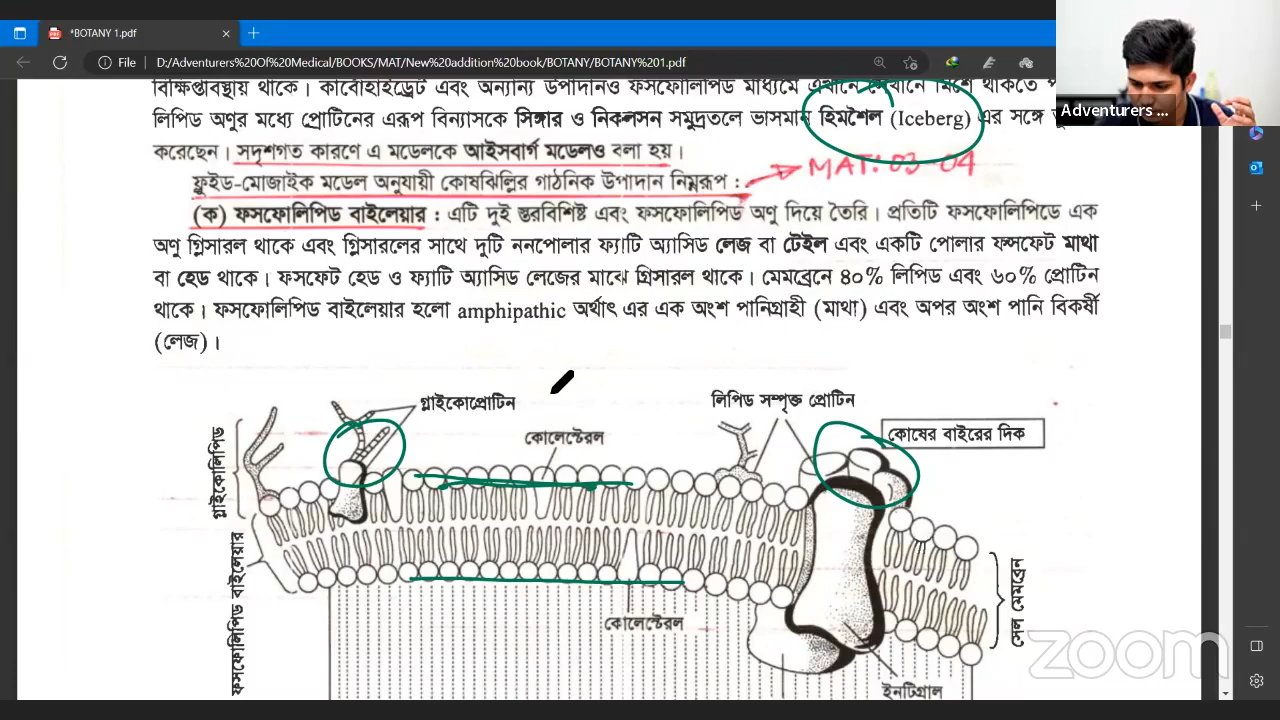 *BOTANY 1.pdf
File
D:/Adventurers%20Of%20Medical/BOOKS/MAT/New%20addition%20book/BOTANY/BOTANY%201.pdf
Adventurers ...
বিক্ষিপ্তাবস্থায় থাকে। কার্বোহাইড্রেট এবং অন্যান্য উপাদানও ফসফোলিপিড মাধ্যমে এখানে সেখানে মিশে থাকতে
লিপিড অণুর মধ্যে প্রোটিনের এরূপ বিন্যাসকে সিঙ্গার ও নিকলসন সমুদ্রতলে ভাসমান হিমশৈল (Iceberg) এর সঙ্গে
করেছেন। সদৃশগত কারণে এ মডেলকে আইসবার্গ মডেলও বলা হয়।
MAT: 03-04
ফ্লুইড-মোজাইক মডেল অনুযায়ী কোষঝিল্লির গাঠনিক উপাদান নিম্নরূপ :
(ক) ফসফোলিপিড বাইলেয়ার : এটি দুই স্তরবিশিষ্ট এবং ফসফোলিপিড অণু দিয়ে তৈরি। প্রতিটি ফসফোলিপিডে এক
অণু গ্লিসারল থাকে এবং গ্লিসারলের সাথে দুটি ননপোলার ফ্যাটি অ্যাসিড লেজ বা টেইল এবং একটি পোলার ফসফেট মাথা
বা হেড থাকে। ফসফেট হেড ও ফ্যাটি অ্যাসিড লেজের মাঝে গ্লিসারল থাকে। মেমব্রেনে ৪০% লিপিড এবং ৬০% প্রোটিন
থাকে। ফসফোলিপিড বাইলেয়ার হলো amphipathic অর্থাৎ এর এক অংশ পানিগ্রাহী (মাথা) এবং অপর অংশ পানি বিকর্ষী
(লেজ)।
গ্লাইকোপ্রোটিন
লিপিড সম্পৃক্ত প্রোটিন
কোলেস্টেরল
কোষের বাইরের দিক
গ্লাইকোলিপিড
ফসফোলিপিড বাইলেয়ার
সেল মেমব্রেন
কোলেস্টেরল
ইনটিগ্রাল
zoom